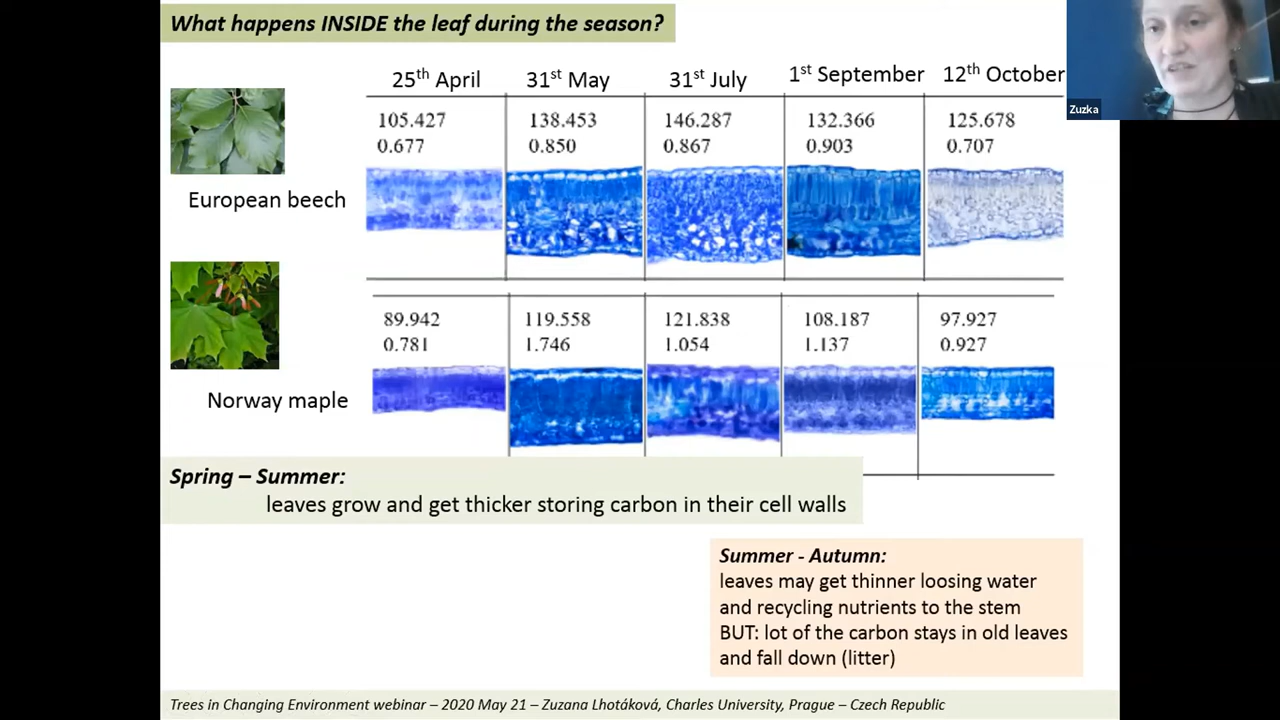 What happens INSIDE the leaf during the season?
25th April 31st May 31st July 1st September 12th October
Zuzka
105.427 138.453 146.287 132.366 125.678
0.677 0.850 0.867 0.903 0.707
European beech
89.942 119.558 121.838 108.187 97.927
0.781 1.746 1.054 1.137 0.927
Norway maple
Spring – Summer:
leaves grow and get thicker storing carbon in their cell walls
Summer - Autumn:
leaves may get thinner loosing water
and recycling nutrients to the stem
BUT: lot of the carbon stays in old leaves
and fall down (litter)
Trees in Changing Environment webinar – 2020 May 21 – Zuzana Lhotáková, Charles University, Prague – Czech Republic